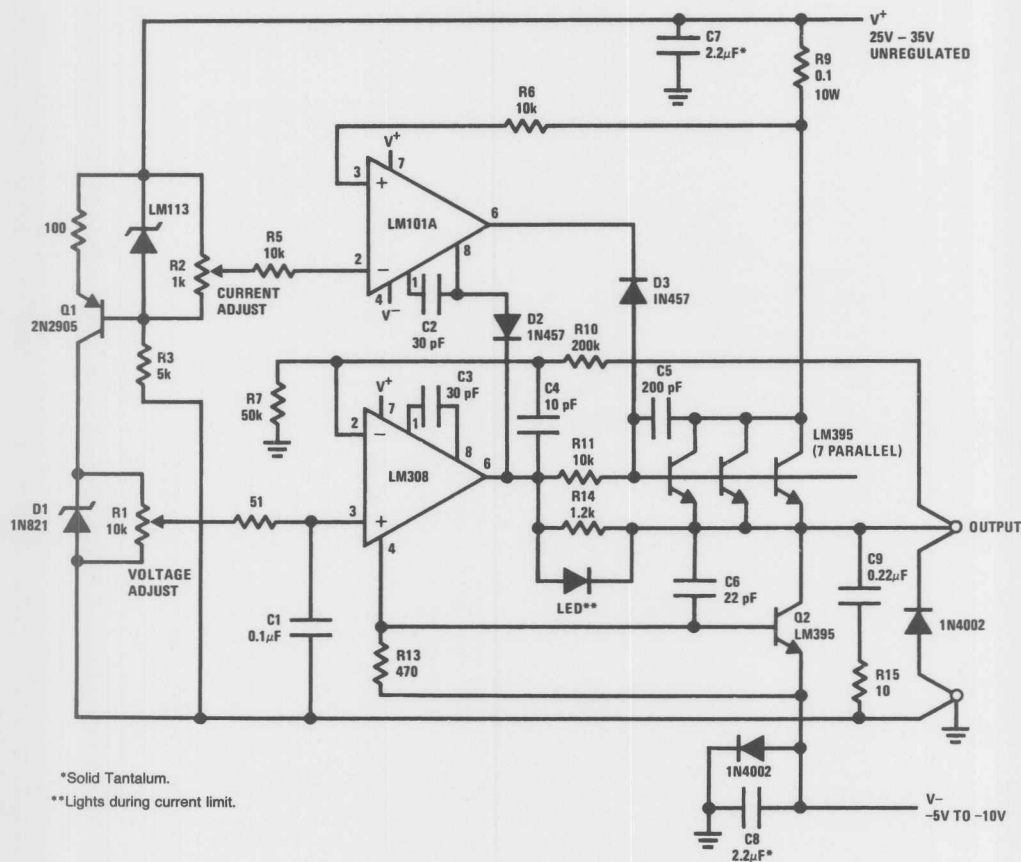 V+
25V – 35V
UNREGULATED
C7
2.2µF*
R9
0.1
10W
R6
10k
V+
7
3
+
LM113
100
LM101A
6
R2
1k
R5
10k
2
–
8
1
4
V–
CURRENT
ADJUST
Q1
2N2905
C2
30 pF
D2
1N457
D3
IN457
R10
200k
R3
5k
R7
50k
V+
7
C3
30 pF
1
C4
10 pF
C5
200 pF
2
–
8
LM308
6
R11
10k
LM395
(7 PARALLEL)
D1
1N821
R1
10k
51
3
+
4
R14
1.2k
OUTPUT
VOLTAGE
ADJUST
LED**
C6
22 pF
C9
0.22µF
C1
0.1µF
Q2
LM395
1N4002
R13
470
R15
10
*Solid Tantalum.
**Lights during current limit.
1N4002
V–
–5V TO –10V
C8
2.2µF*